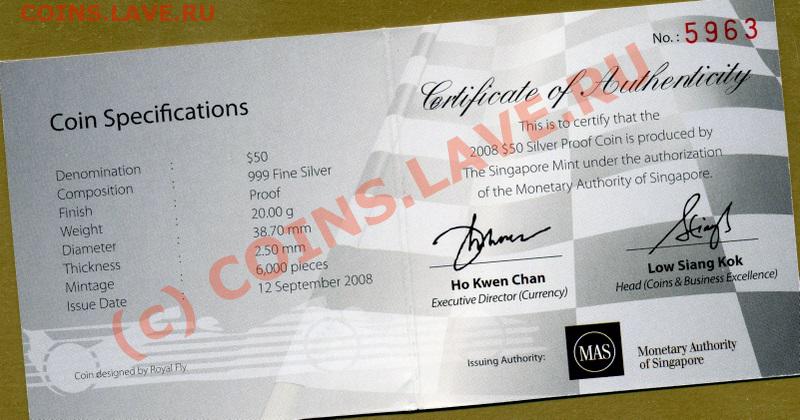 COINS.LAVE.RU
Coin Specifications
Denomination : $50
Composition : 999 Fine Silver
Finish : Proof
Weight : 20.00 g
Diameter : 38.70 mm
Thickness : 2.50 mm
Mintage : 6,000 pieces
Issue Date : 12 September 2008
Coin designed by Royal Fly
No.: 5963
Certificate of Authenticity
This is to certify that the
2008 $50 Silver Proof Coin is produced by
The Singapore Mint under the authorization
of the Monetary Authority of Singapore.
Ho Kwen Chan
Executive Director (Currency)
Low Siang Kok
Head (Coins & Business Excellence)
Issuing Authority:
MAS
Monetary Authority
of Singapore
(c) COINS.LAVE.RU